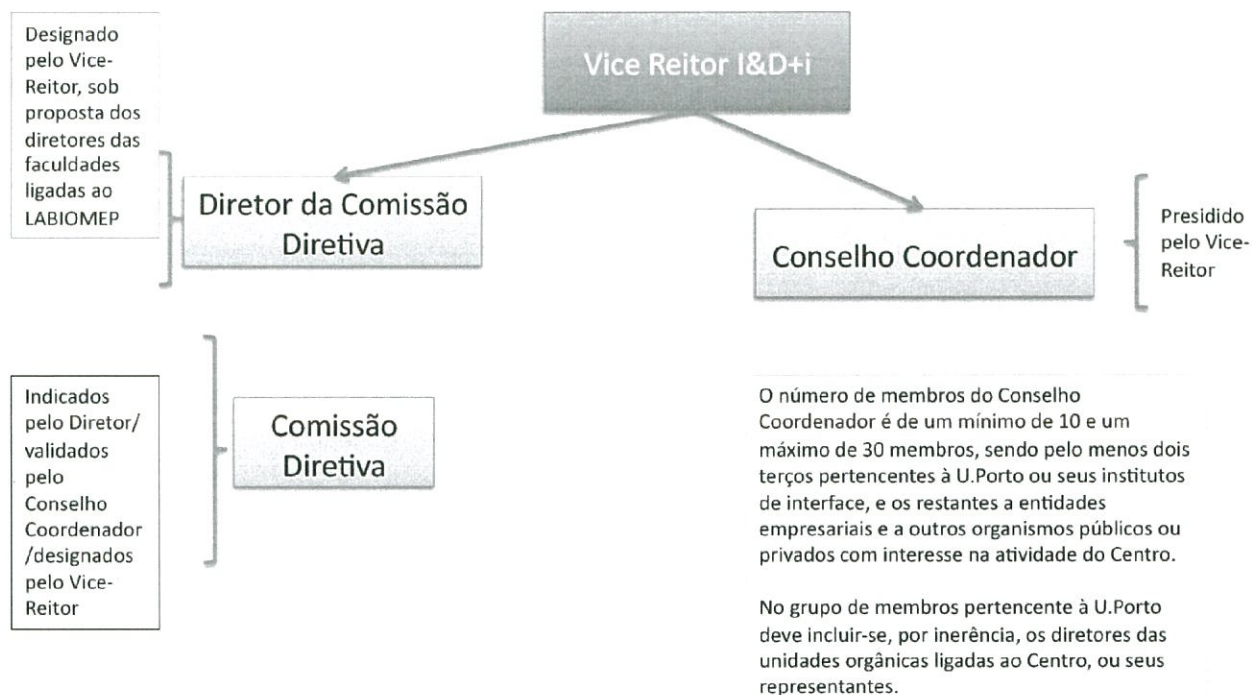 Designado
pelo Vice-
Reitor, sob
proposta dos
diretores das
faculdades
ligadas ao
LABIOMEP
Vice Reitor I&D+i
Diretor da Comissão
Diretiva
Conselho Coordenador
Presidido
pelo Vice-
Reitor
Indicados
pelo Diretor/
validados
pelo
Conselho
Coordenador
/designados
pelo Vice-
Reitor
Comissão
Diretiva
O número de membros do Conselho
Coordenador é de um mínimo de 10 e um
máximo de 30 membros, sendo pelo menos dois
terços pertencentes à U.Porto ou seus institutos
de interface, e os restantes a entidades
empresariais e a outros organismos públicos ou
privados com interesse na atividade do Centro.
No grupo de membros pertencente à U.Porto
deve incluir-se, por inerência, os diretores das
unidades orgânicas ligadas ao Centro, ou seus
representantes.